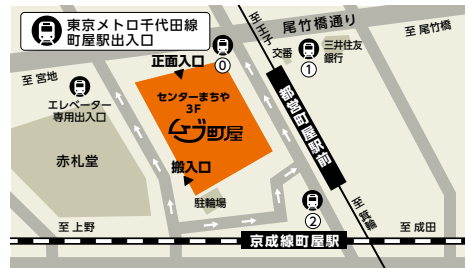 東京メトロ千代田線
町屋駅出入口
至 王子
尾竹橋通り
至 尾竹橋
正面入口
⓪
交番
①
三井住友
銀行
至 宮地
エレベーター
専用出入口
センターまちや
3F
ムーブ町屋
都営町屋駅前
赤札堂
搬入口
駐輪場
②
至 箕輪
至 上野
京成線町屋駅
至 成田